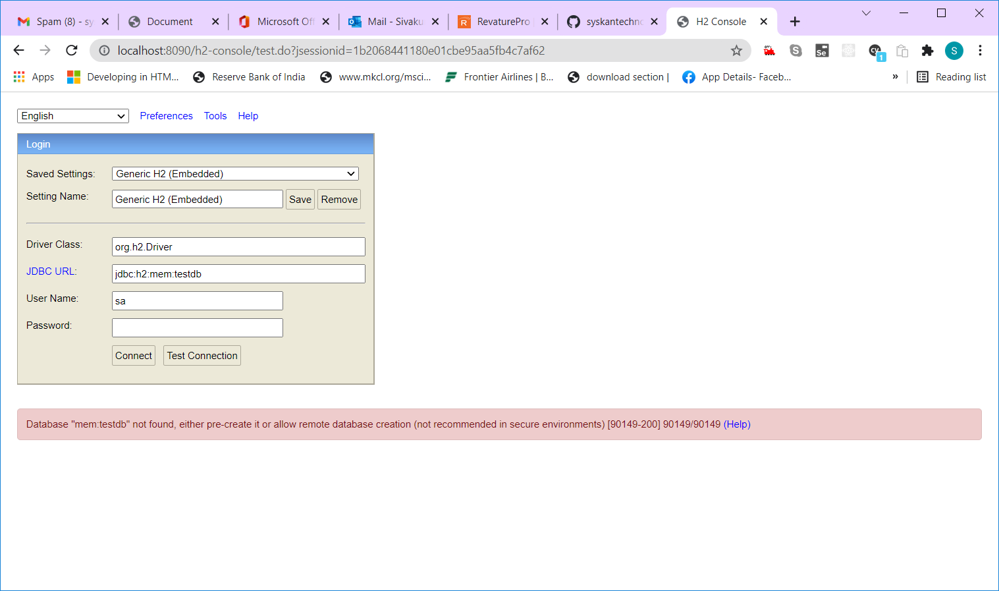 Spam (8) - sy
Document
Microsoft Off
Mail - Sivaku
RevaturePro
syskantechno
H2 Console
localhost:8090/h2-console/test.do?jsessionid=1b2068441180e01cbe95aa5fb4c7af62
S
Se
cy
1
S
Apps
Developing in HTM...
Reserve Bank of India
www.mkcl.org/msci...
Frontier Airlines | B...
download section |
App Details- Faceb...
»
Reading list
English
Preferences
Tools
Help
Login
Saved Settings:
Generic H2 (Embedded)
Setting Name:
Generic H2 (Embedded)
Save
Remove
Driver Class:
org.h2.Driver
JDBC URL:
jdbc:h2:mem:testdb
User Name:
sa
Password:
Connect
Test Connection
Database "mem:testdb" not found, either pre-create it or allow remote database creation (not recommended in secure environments) [90149-200] 90149/90149 (Help)